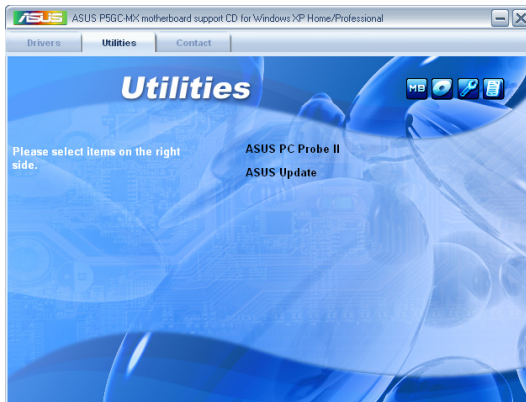 ASUS
ASUS P5GC-MX motherboard support CD for Windows XP Home/Professional
Drivers
Utilities
Contact
Utilities
MB
Please select items on the right
side.
ASUS PC Probe II
ASUS Update